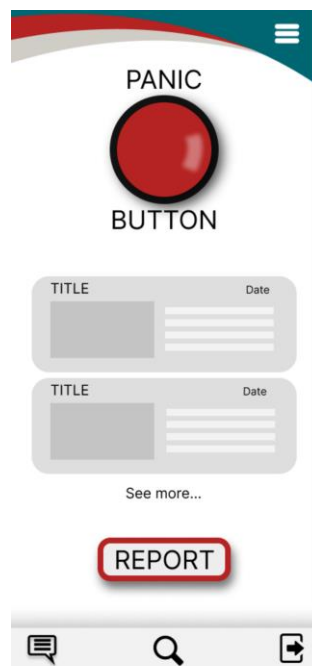 PANIC
BUTTON
TITLE Date
TITLE Date
See more...
REPORT